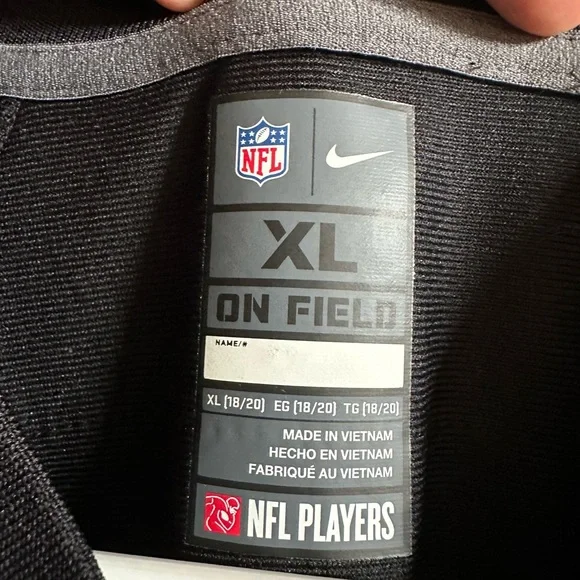 NFL
XL
ON FIELD
NAME/#
XL (18/20) EG (18/20) TG (18/20)
MADE IN VIETNAM
HECHO EN VIETNAM
FABRIQUÉ AU VIETNAM
NFL PLAYERS